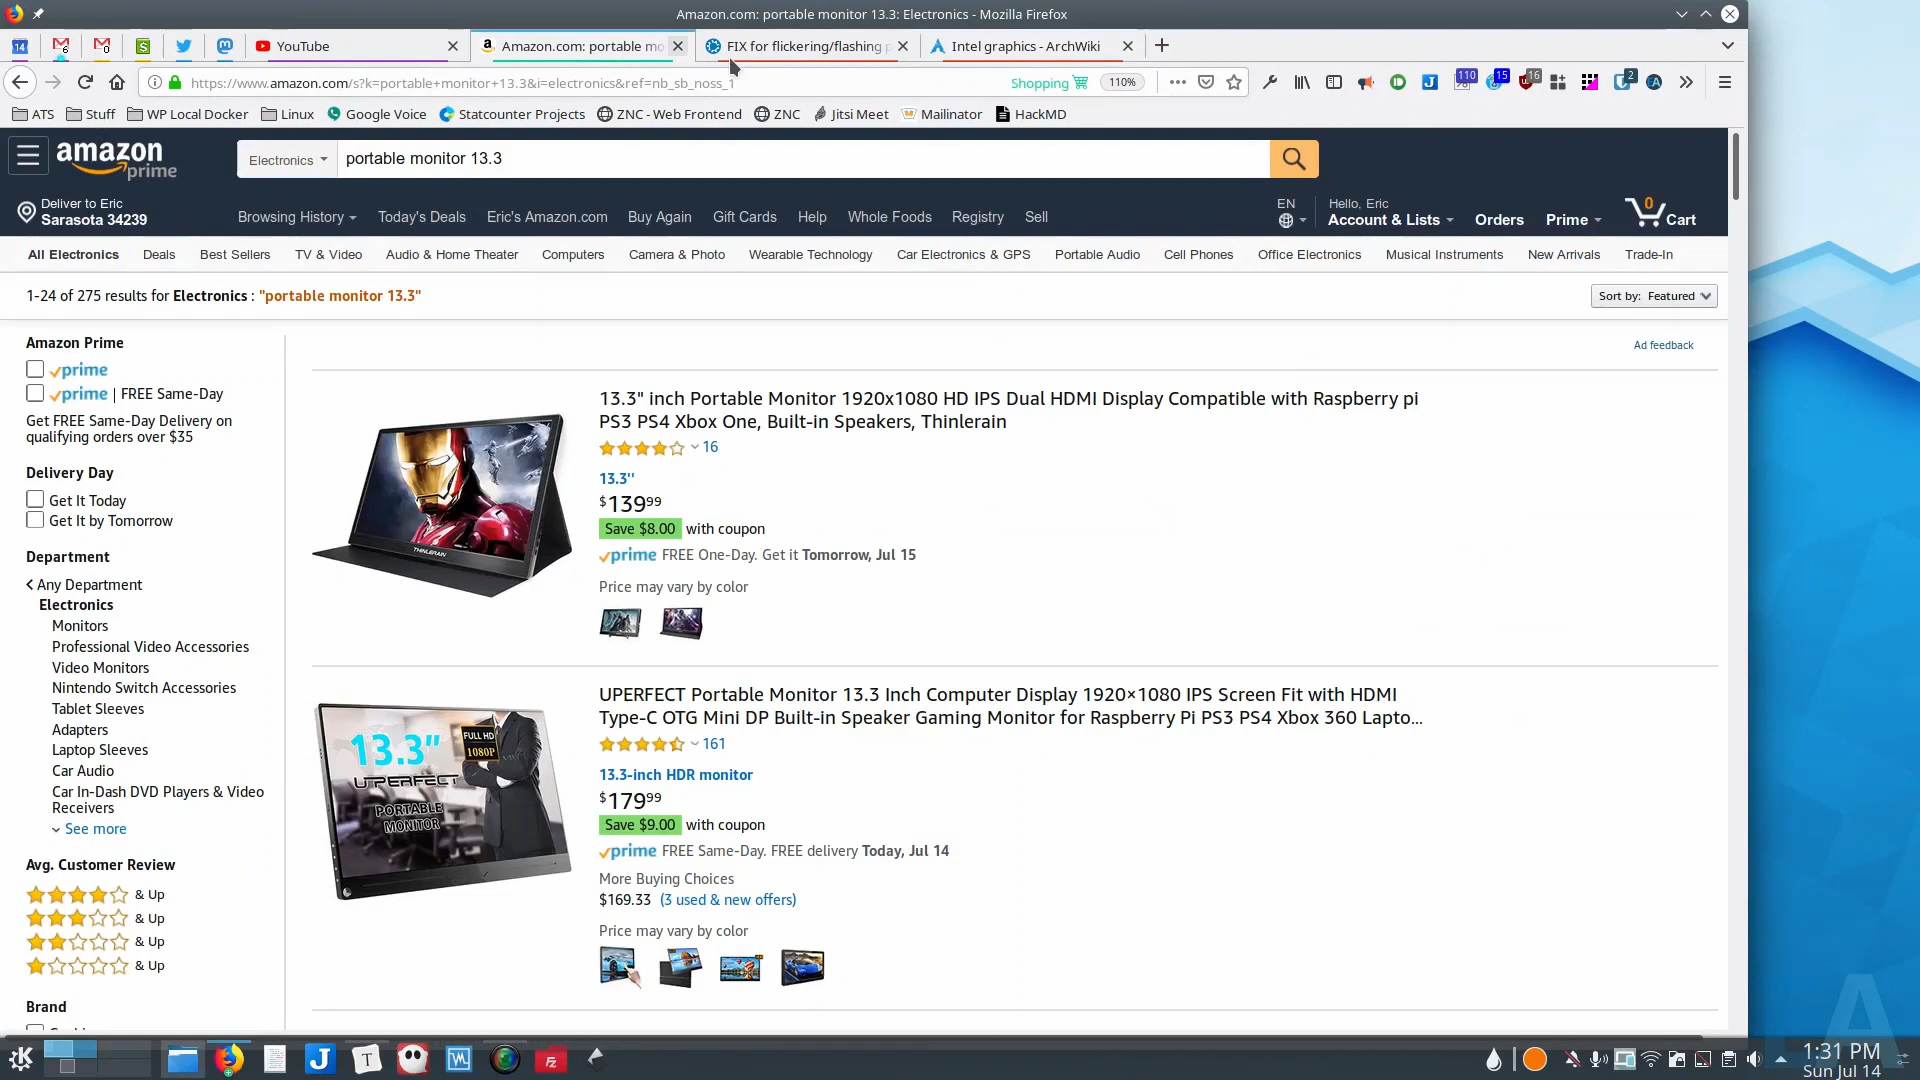 Amazon.com: portable monitor 13.3: Electronics - Mozilla Firefox
14
6
0
YouTube
Amazon.com: portable mo
FIX for flickering/flashing p
Intel graphics - ArchWiki
https://www.amazon.com/s?k=portable+monitor+13.3&i=electronics&ref=nb_sb_noss_1
Shopping
110%
110
15
16
2
ATS
Stuff
WP Local Docker
Linux
Google Voice
Statcounter Projects
ZNC - Web Frontend
ZNC
Jitsi Meet
Mailinator
HackMD
amazon
prime
Electronics
portable monitor 13.3
Deliver to Eric
Sarasota 34239
Browsing History
Today's Deals
Eric's Amazon.com
Buy Again
Gift Cards
Help
Whole Foods
Registry
Sell
EN
Hello, Eric
Account & Lists
Orders
Prime
0
Cart
All Electronics
Deals
Best Sellers
TV & Video
Audio & Home Theater
Computers
Camera & Photo
Wearable Technology
Car Electronics & GPS
Portable Audio
Cell Phones
Office Electronics
Musical Instruments
New Arrivals
Trade-In
1-24 of 275 results for Electronics : "portable monitor 13.3"
Sort by: Featured
Amazon Prime
prime
prime | FREE Same-Day
Get FREE Same-Day Delivery on
qualifying orders over $35
Delivery Day
Get It Today
Get It by Tomorrow
Department
Any Department
Electronics
Monitors
Professional Video Accessories
Video Monitors
Nintendo Switch Accessories
Tablet Sleeves
Adapters
Laptop Sleeves
Car Audio
Car In-Dash DVD Players & Video
Receivers
See more
Avg. Customer Review
& Up
& Up
& Up
& Up
Brand
Ad feedback
THINLERAIN
13.3" inch Portable Monitor 1920x1080 HD IPS Dual HDMI Display Compatible with Raspberry pi
PS3 PS4 Xbox One, Built-in Speakers, Thinlerain
16
13.3''
$139 99
Save $8.00 with coupon
prime FREE One-Day. Get it Tomorrow, Jul 15
Price may vary by color
13.3"
FULL HD
1080P
UPERFECT
PORTABLE
MONITOR
UPERFECT Portable Monitor 13.3 Inch Computer Display 1920×1080 IPS Screen Fit with HDMI
Type-C OTG Mini DP Built-in Speaker Gaming Monitor for Raspberry Pi PS3 PS4 Xbox 360 Lapto...
161
13.3-inch HDR monitor
$179 99
Save $9.00 with coupon
prime FREE Same-Day. FREE delivery Today, Jul 14
More Buying Choices
$169.33 (3 used & new offers)
Price may vary by color
1:31 PM
Sun Jul 14